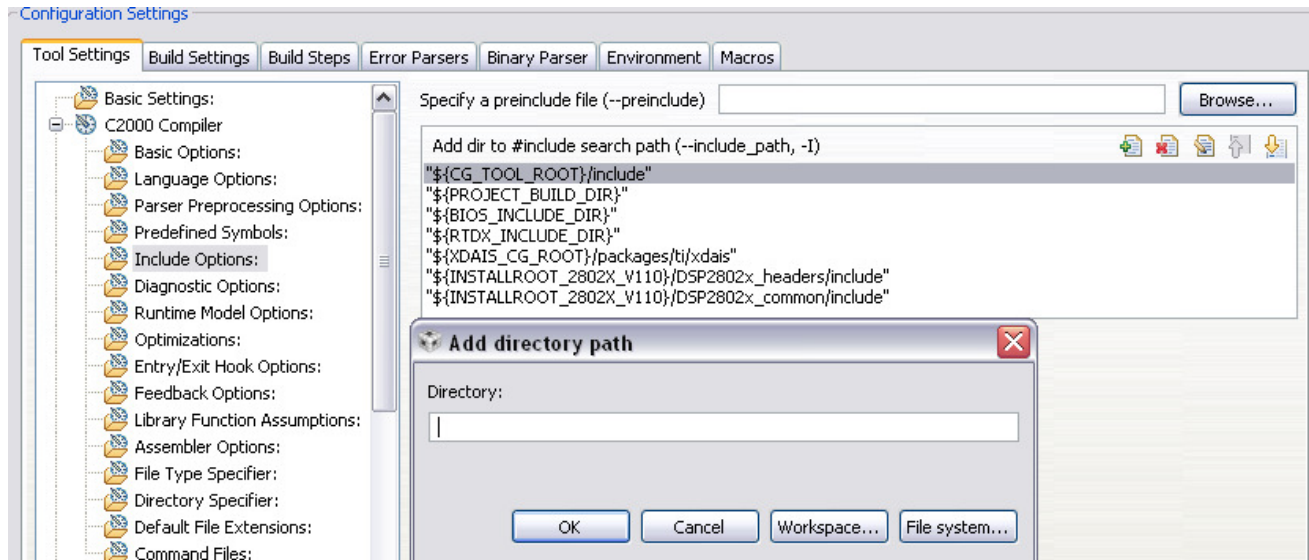 Configuration Settings
Tool Settings Build Settings Build Steps Error Parsers Binary Parser Environment Macros
Basic Settings:
C2000 Compiler
Basic Options:
Language Options:
Parser Preprocessing Options:
Predefined Symbols:
Include Options:
Diagnostic Options:
Runtime Model Options:
Optimizations:
Entry/Exit Hook Options:
Feedback Options:
Library Function Assumptions:
Assembler Options:
File Type Specifier:
Directory Specifier:
Default File Extensions:
Command Files:
Specify a preinclude file (--preinclude) Browse...
Add dir to #include search path (--include_path, -I)
"${CG_TOOL_ROOT}/include"
"${PROJECT_BUILD_DIR}"
"${BIOS_INCLUDE_DIR}"
"${RTDX_INCLUDE_DIR}"
"${XDAIS_CG_ROOT}/packages/ti/xdais"
"${INSTALLROOT_2802X_V110}/DSP2802x_headers/include"
"${INSTALLROOT_2802X_V110}/DSP2802x_common/include"
Add directory path
Directory:
OK Cancel Workspace... File system...